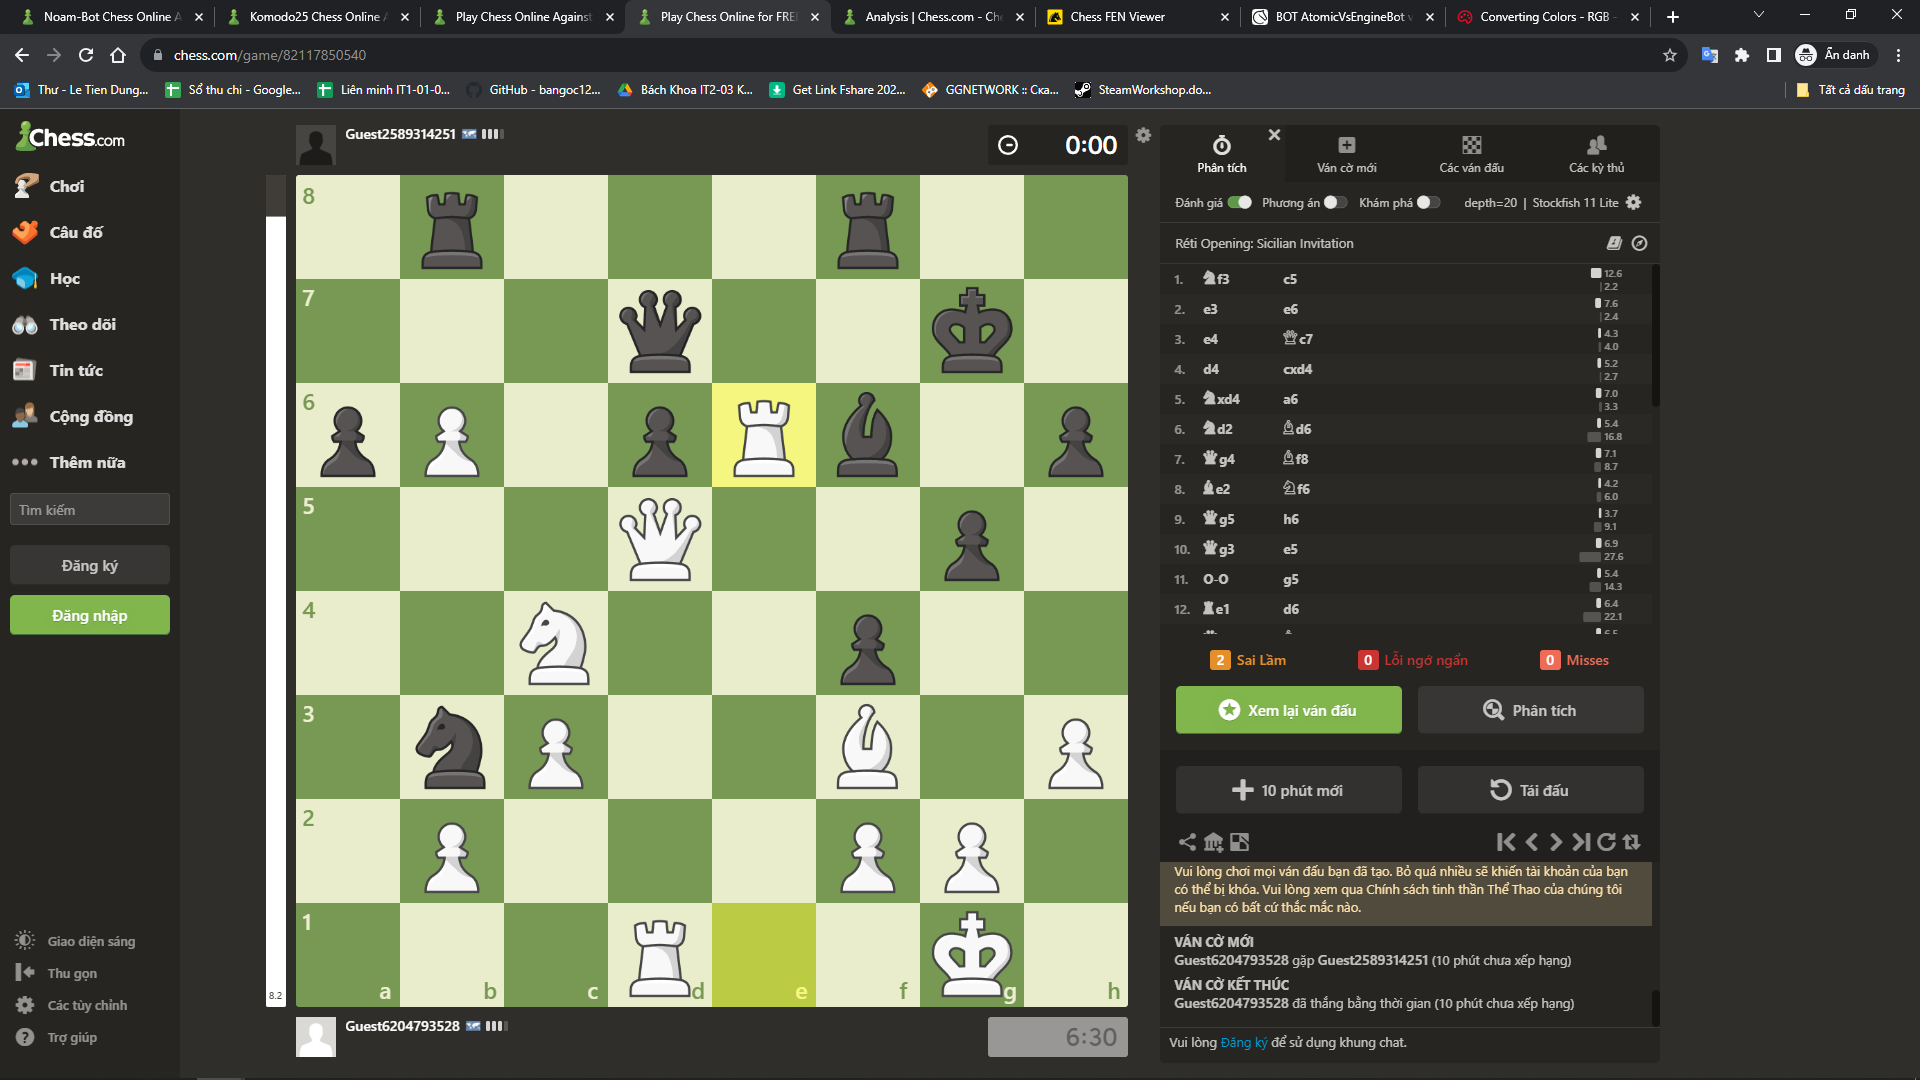 Noam-Bot Chess Online A
Komodo25 Chess Online A
Play Chess Online Against
Play Chess Online for FREE
Analysis | Chess.com - Che
Chess FEN Viewer
BOT AtomicVsEngineBot v
Converting Colors - RGB -
chess.com/game/82117850540
Ẩn danh
Thư - Le Tien Dung...
Sổ thu chi - Google...
Liên minh IT1-01-0...
GitHub - bangoc12...
Bách Khoa IT2-03 K...
Get Link Fshare 202...
GGNETWORK :: Ска...
SteamWorkshop.do...
Tất cả dấu trang
Chess.com
Chơi
Câu đố
Học
Theo dõi
Tin tức
Cộng đồng
Thêm nữa
Tìm kiếm
Đăng ký
Đăng nhập
Giao diện sáng
Thu gọn
Các tùy chỉnh
Trợ giúp
Guest2589314251
0:00
8
7
6
5
4
3
2
1
a b c d e f g h
8.2
Guest6204793528
6:30
Phân tích
Ván cờ mới
Các ván đấu
Các kỳ thủ
Đánh giá Phương án Khám phá depth=20 | Stockfish 11 Lite
Réti Opening: Sicilian Invitation
1. f3 c5 12.6
2.2
2. e3 e6 7.6
2.4
3. e4 c7 4.3
4.0
4. d4 cxd4 5.2
2.7
5. xd4 a6 7.0
3.3
6. d2 d6 5.4
16.8
7. g4 f8 7.1
8.7
8. e2 f6 4.2
6.0
9. g5 h6 3.7
9.1
10. g3 e5 6.9
27.6
11. O-O g5 5.4
14.3
12. e1 d6 6.4
22.1
2 Sai Lầm
0 Lỗi ngớ ngẩn
0 Misses
Xem lại ván đấu
Phân tích
10 phút mới
Tái đấu
Vui lòng chơi mọi ván đấu bạn đã tạo. Bỏ quá nhiều sẽ khiến tài khoản của bạn
có thể bị khóa. Vui lòng xem qua Chính sách tinh thần Thể Thao của chúng tôi
nếu bạn có bất cứ thắc mắc nào.
VÁN CỜ MỚI
Guest6204793528 gặp Guest2589314251 (10 phút chưa xếp hạng)
VÁN CỜ KẾT THÚC
Guest6204793528 đã thắng bằng thời gian (10 phút chưa xếp hạng)
Vui lòng Đăng ký để sử dụng khung chat.